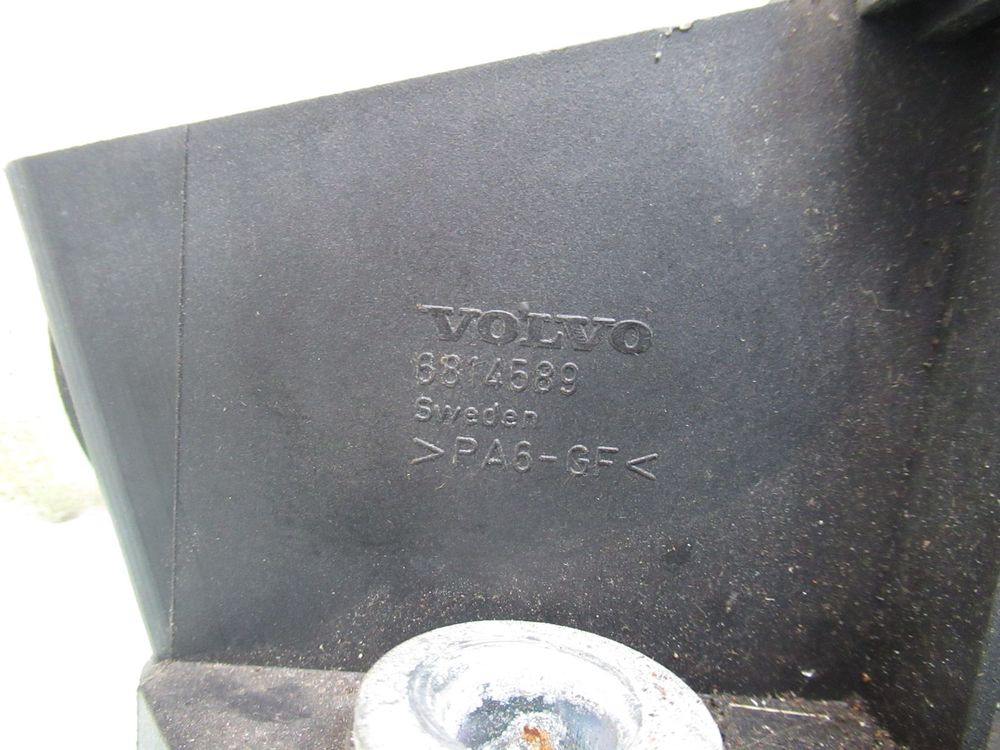 VOLVO
6814589
Sweden
>PA6-GF<